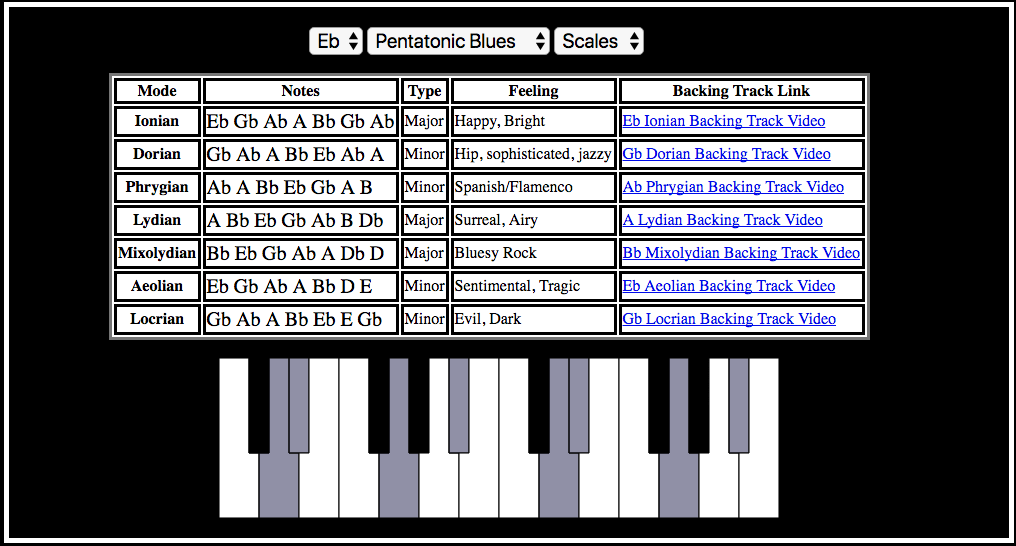 Eb Pentatonic Blues Scales
Mode Notes Type Feeling Backing Track Link
Ionian Eb Gb Ab A Bb Gb Ab Major Happy, Bright Eb Ionian Backing Track Video
Dorian Gb Ab A Bb Eb Ab A Minor Hip, sophisticated, jazzy Gb Dorian Backing Track Video
Phrygian Ab A Bb Eb Gb A B Minor Spanish/Flamenco Ab Phrygian Backing Track Video
Lydian A Bb Eb Gb Ab B Db Major Surreal, Airy A Lydian Backing Track Video
Mixolydian Bb Eb Gb Ab A Db D Major Bluesy Rock Bb Mixolydian Backing Track Video
Aeolian Eb Gb Ab A Bb D E Minor Sentimental, Tragic Eb Aeolian Backing Track Video
Locrian Gb Ab A Bb Eb E Gb Minor Evil, Dark Gb Locrian Backing Track Video